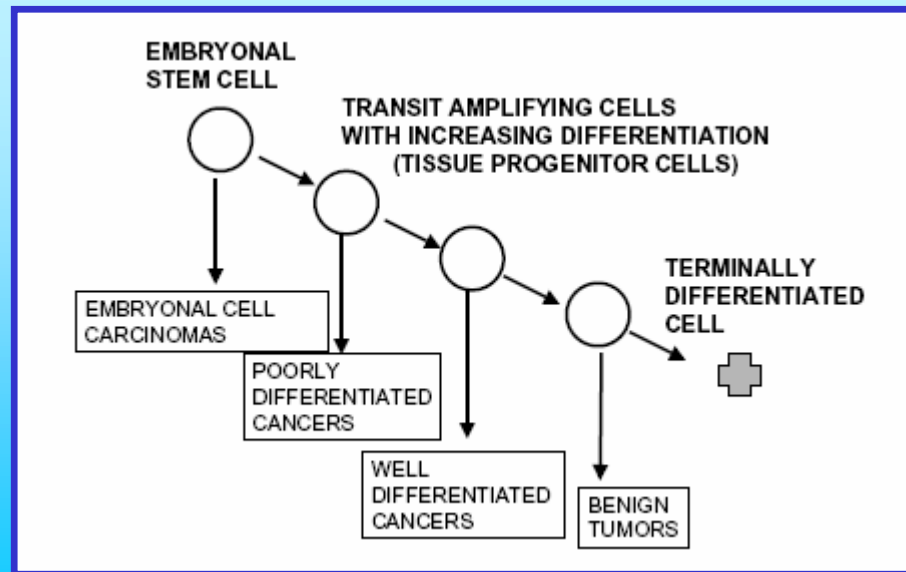 EMBRYONAL
STEM CELL
TRANSIT AMPLIFYING CELLS
WITH INCREASING DIFFERENTIATION
(TISSUE PROGENITOR CELLS)
TERMINALLY
DIFFERENTIATED
CELL
EMBRYONAL CELL
CARCINOMAS
POORLY
DIFFERENTIATED
CANCERS
WELL
DIFFERENTIATED
CANCERS
BENIGN
TUMORS